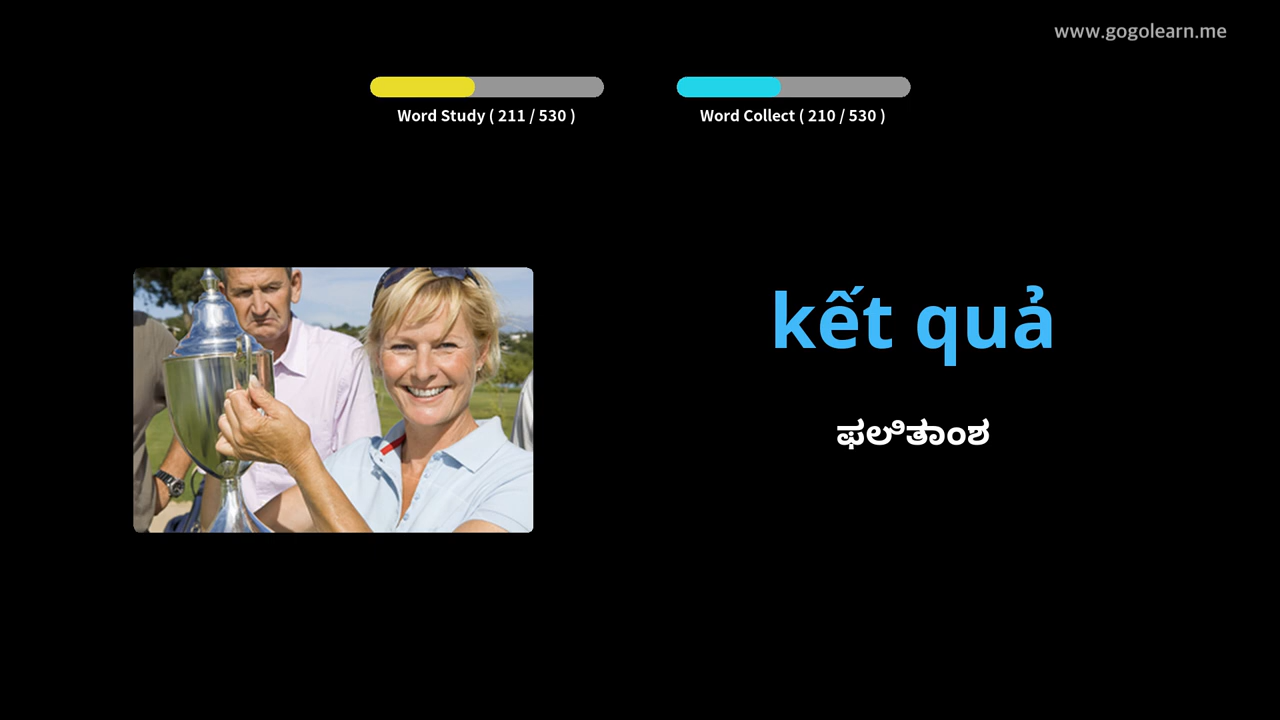 www.gogolearn.me
Word Study ( 211 / 530 )
Word Collect ( 210 / 530 )
kết quả
ಫಲಿತಾಂಶ